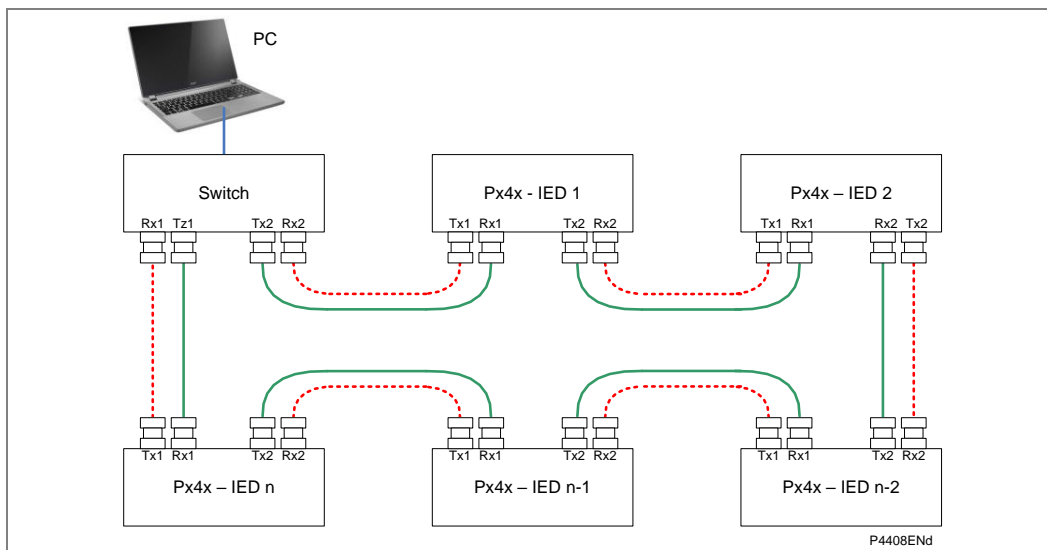 PC
Switch
Px4x - IED 1
Px4x – IED 2
Rx1 Tz1 Tx2 Rx2
Tx1 Rx1 Tx2 Rx2
Tx1 Rx1 Rx2 Tx2
Tx1 Rx1 Tx2 Rx2
Tx1 Rx1 Tx2 Rx2
Tx1 Rx1 Tx2 Rx2
Px4x – IED n
Px4x – IED n-1
Px4x – IED n-2
P4408ENd